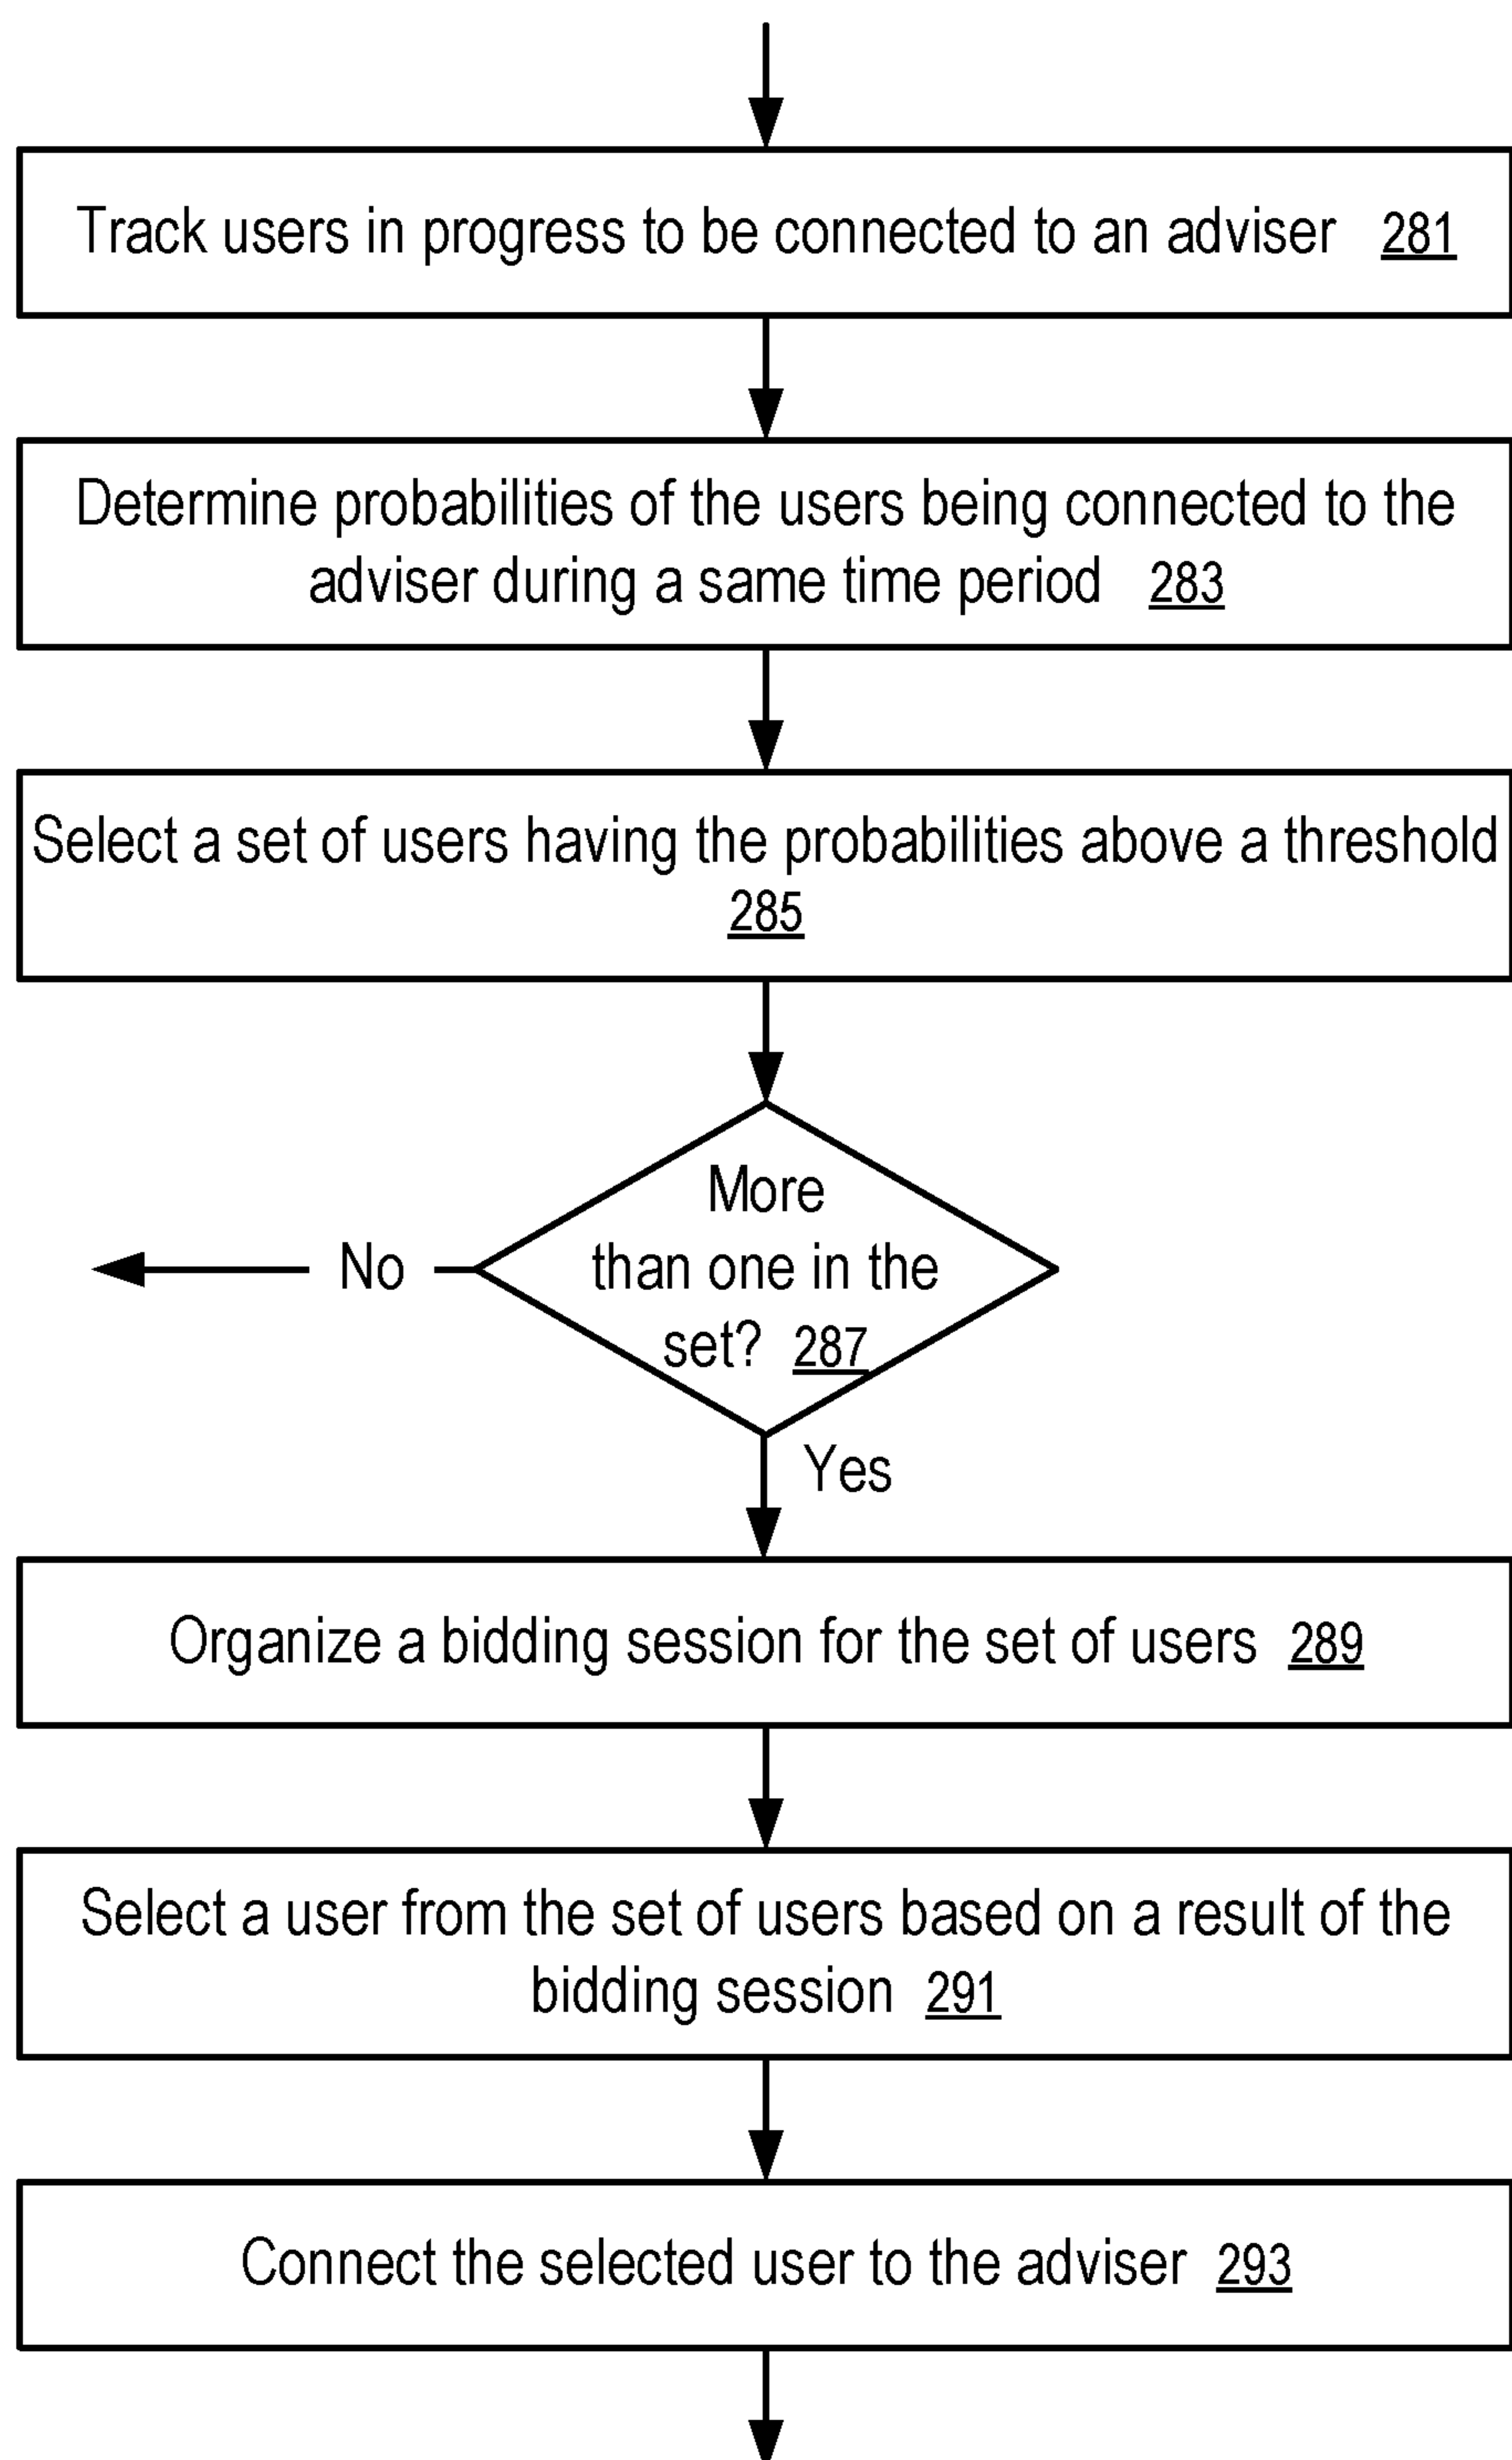 Track users in progress to be connected to an adviser 281
Determine probabilities of the users being connected to the
adviser during a same time period 283
Select a set of users having the probabilities above a threshold
285
More
than one in the
set? 287
No
Yes
Organize a bidding session for the set of users 289
Select a user from the set of users based on a result of the
bidding session 291
Connect the selected user to the adviser 293